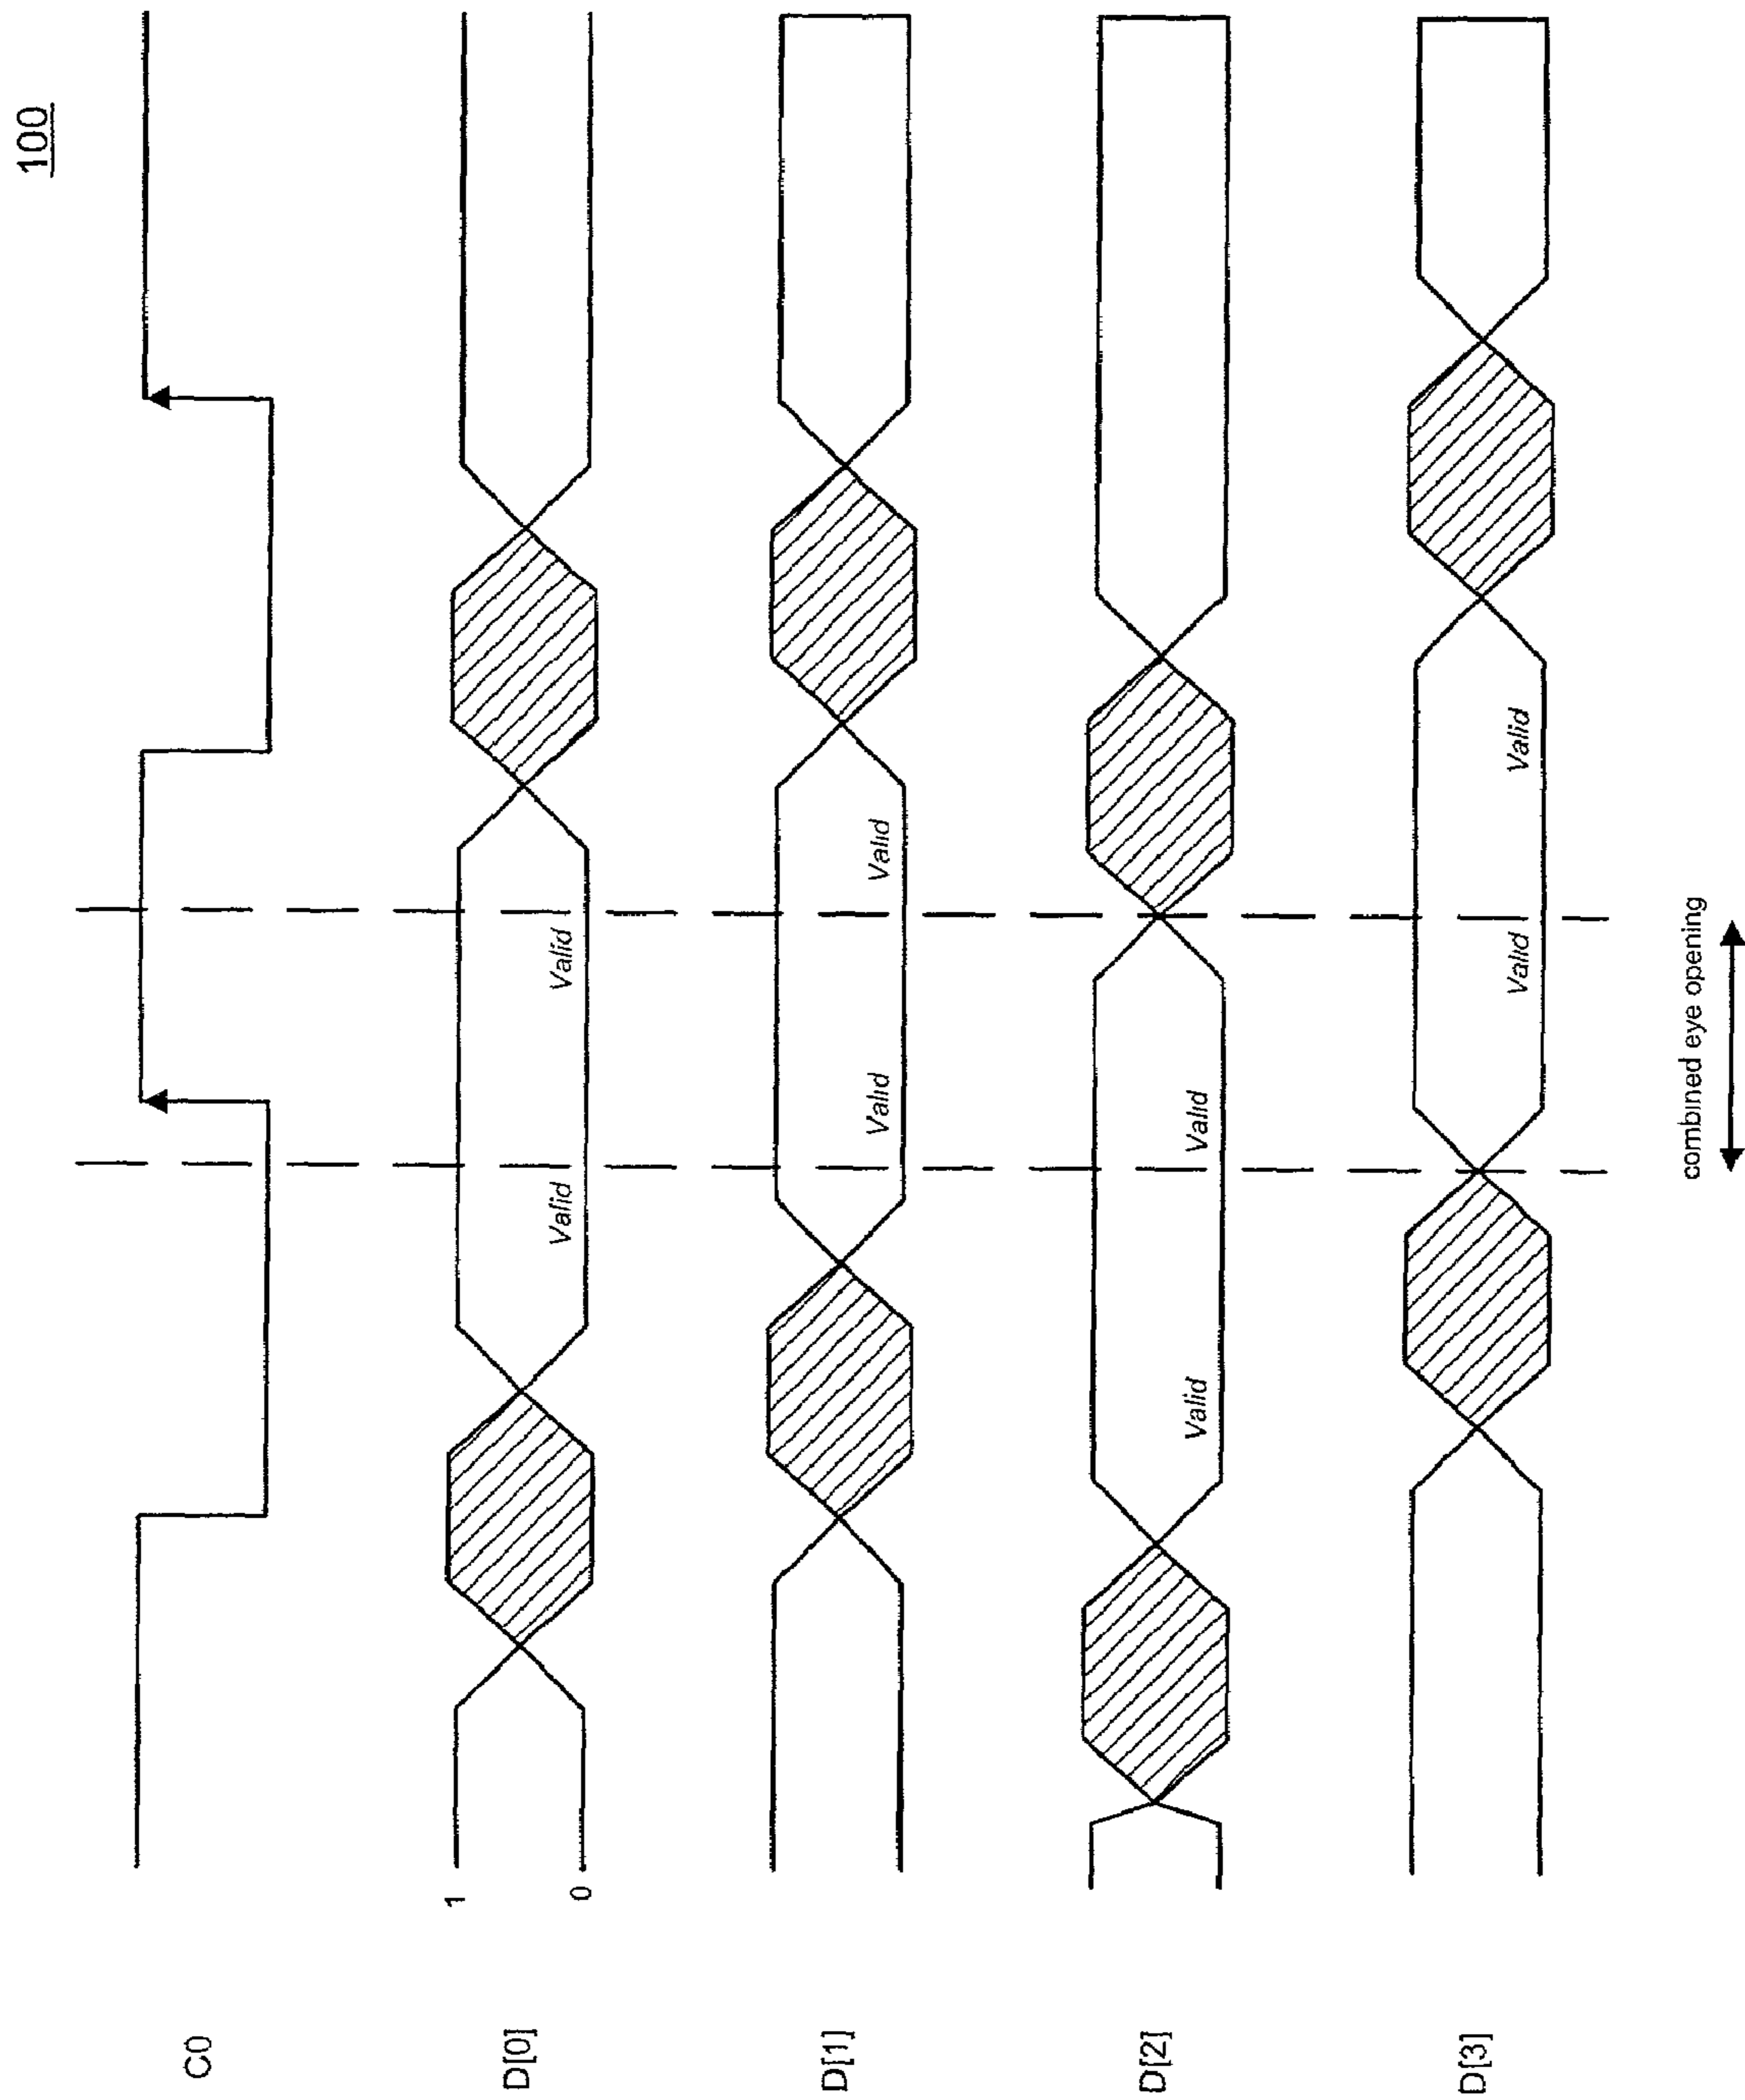 100
C0
1
0
D[0]
Valid
Valid
D[1]
Valid
Valid
D[2]
Valid
Valid
D[3]
Valid
Valid
combined eye opening